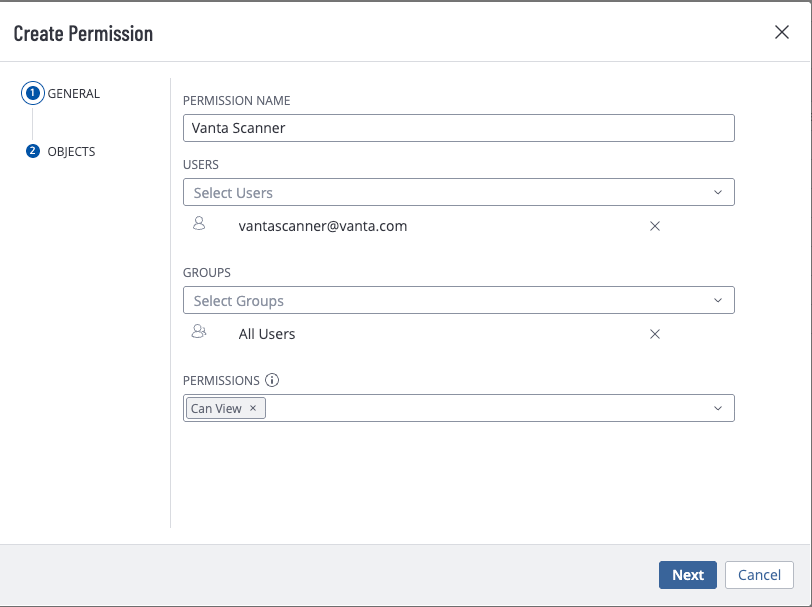 Create Permission
1 GENERAL
2 OBJECTS
PERMISSION NAME
Vanta Scanner
USERS
Select Users
vantascanner@vanta.com
GROUPS
Select Groups
All Users
PERMISSIONS
Can View ×
Next Cancel